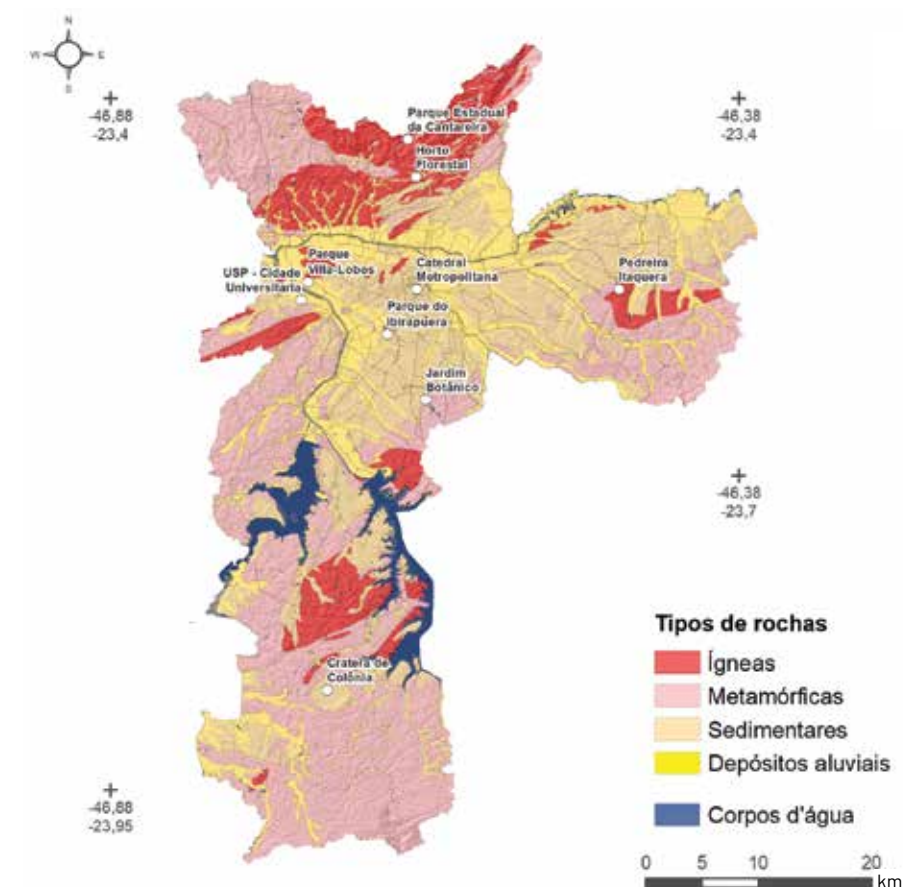 N
W E
S
-46,88
-23,4
-46,38
-23,4
Parque Estadual
da Cantareira
Horto
Florestal
Parque
Villa-Lobos
USP - Cidade
Universitária
Catedral
Metropolitana
Parque do
Ibirapuera
Pedreira
Itaquera
Jardim
Botânico
-46,38
-23,7
Cratera de
Colônia
-46,88
-23,95
Tipos de rochas
Ígneas
Metamórficas
Sedimentares
Depósitos aluviais
Corpos d'água
0 5 10 20
km